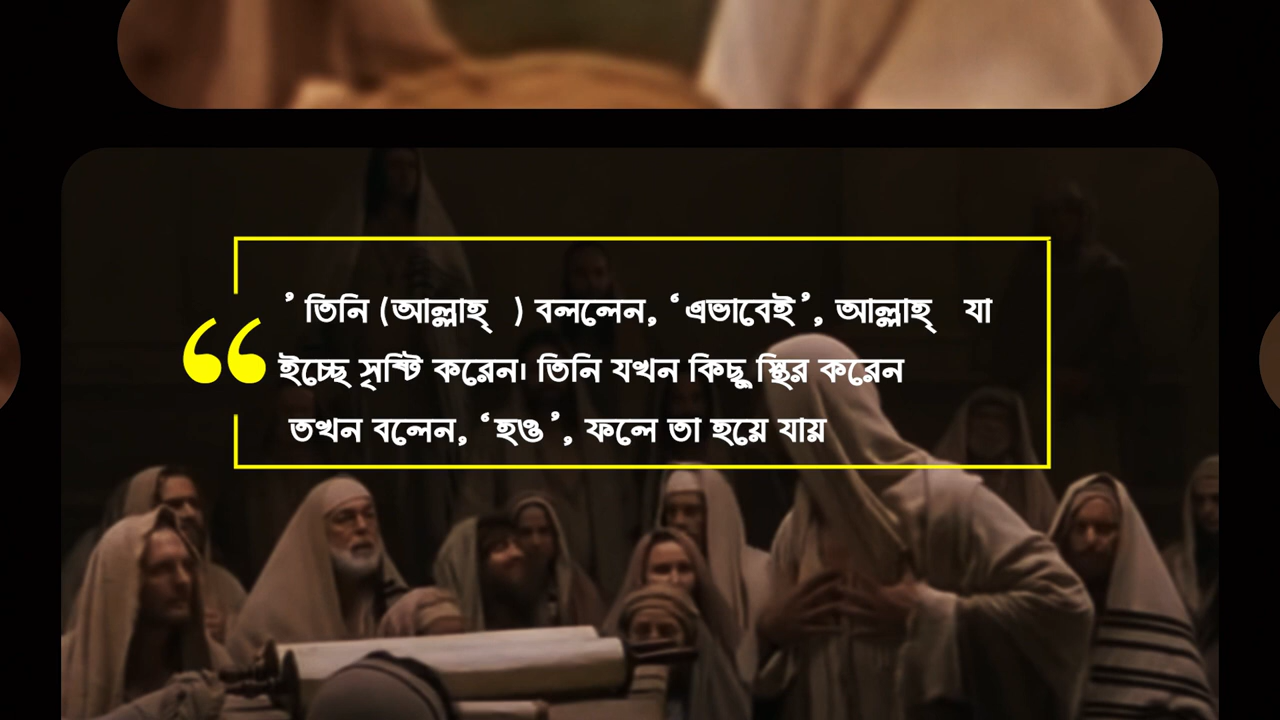 ’ তিনি (আল্লাহ্  ) বললেন, ‘এভাবেই’, আল্লাহ্  যা
ইচ্ছে সৃষ্টি করেন। তিনি যখন কিছু স্থির করেন
তখন বলেন, ‘হও’, ফলে তা হয়ে যায়